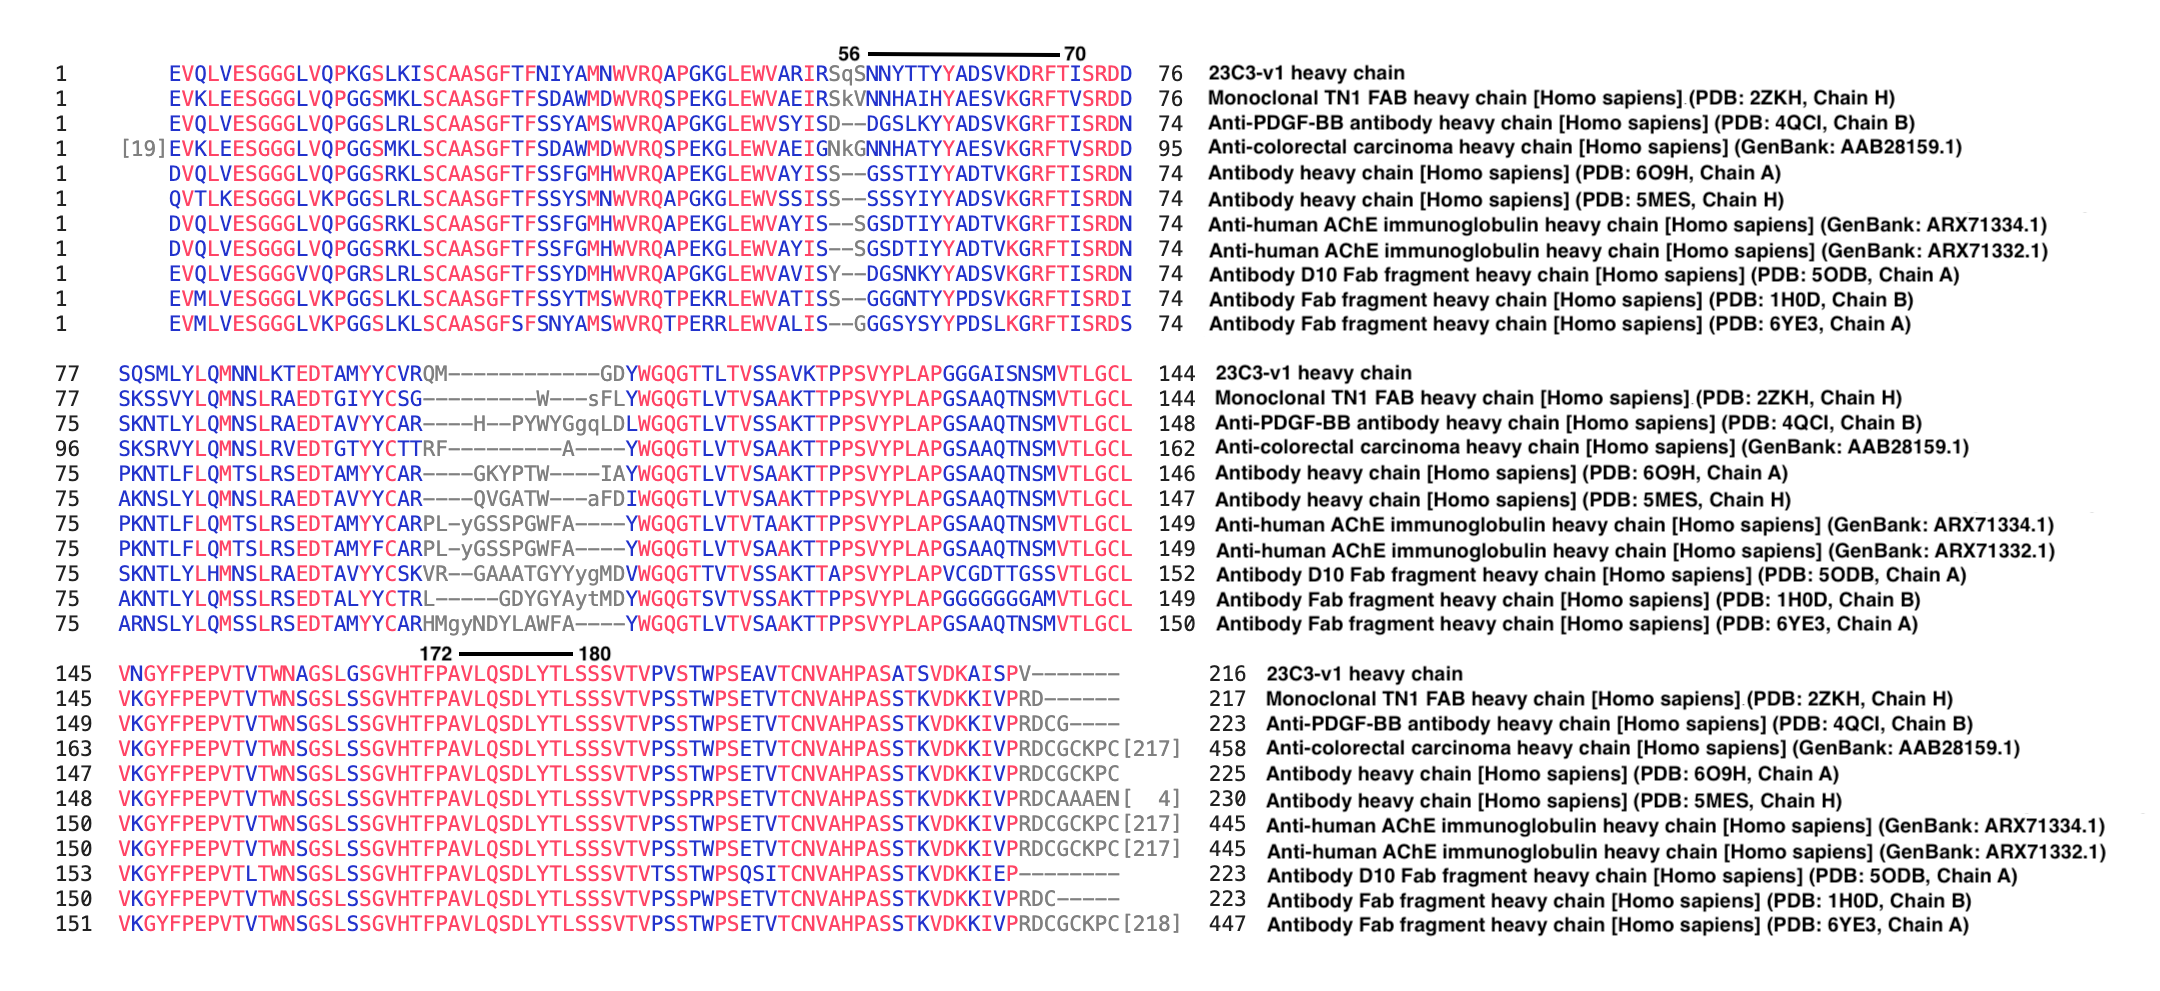 56 70
1 EVQLVESGGGLVQPKGSLKISCAASGFTFNIYAMNWVRQAPGKGLEWVARIRSqSNNYTTYYADSVKDRFTISRDD 76 23C3-v1 heavy chain
1 EVKLEESGGGLVQPGGSMKLSCAASGFTFSDAWMDWVRQSPEKGLEWVAEIRSkVNNHAIHYAESVKGRFTVSRDD 76 Monoclonal TN1 FAB heavy chain [Homo sapiens] (PDB: 2ZKH, Chain H)
1 EVQLVESGGGLVQPGGSLRLSCAASGFTFSSYAMSWVRQAPGKGLEWVSYISD--DGSLKYYADSVKGRFTISRDN 74 Anti-PDGF-BB antibody heavy chain [Homo sapiens] (PDB: 4QCI, Chain B)
1 [19]EVKLEESGGGLVQPGGSMKLSCAASGFTFSDAWMDWVRQSPEKGLEWVAEIGNkGNNHATYYAESVKGRFTVSRDD 95 Anti-colorectal carcinoma heavy chain [Homo sapiens] (GenBank: AAB28159.1)
1 DVQLVESGGGLVQPGGSRKLSCAASGFTFSSFGMHWVRQAPEKGLEWVAYISS--GSSTIYYADTVKGRFTISRDN 74 Antibody heavy chain [Homo sapiens] (PDB: 6O9H, Chain A)
1 QVTLKESGGGLVKPGGSLRLSCAASGFTFSSYSMNWVRQAPGKGLEWVSSISS--SSSYIYYADSVKGRFTISRDN 74 Antibody heavy chain [Homo sapiens] (PDB: 5MES, Chain H)
1 DVQLVESGGGLVQPGGSRKLSCAASGFTFSSFGMHWVRQAPEKGLEWVAYIS--SGSDTIYYADTVKGRFTISRDN 74 Anti-human AChE immunoglobulin heavy chain [Homo sapiens] (GenBank: ARX71334.1)
1 DVQLVESGGGLVQPGGSRKLSCAASGFTFSSFGMHWVRQAPEKGLEWVAYIS--SGSDTIYYADTVKGRFTISRDN 74 Anti-human AChE immunoglobulin heavy chain [Homo sapiens] (GenBank: ARX71332.1)
1 EVQLVESGGGVVQPGRSLRLSCAASGFTFSSYDMHWVRQAPGKGLEWVAVISY--DGSNKYYADSVKGRFTISRDN 74 Antibody D10 Fab fragment heavy chain [Homo sapiens] (PDB: 5ODB, Chain A)
1 EVMLVESGGGLVKPGGSLKLSCAASGFTFSSYTMSWVRQTPEKRLEWVATISS--GGGNTYYPDSVKGRFTISRDI 74 Antibody Fab fragment heavy chain [Homo sapiens] (PDB: 1H0D, Chain B)
1 EVMLVESGGGLVKPGGSLKLSCAASGFSFSNYAMSWVRQTPERRLEWVALIS--GGGSYSYYPDSLKGRFTISRDS 74 Antibody Fab fragment heavy chain [Homo sapiens] (PDB: 6YE3, Chain A)
77 SQSMLYLQMNNLKTEDTAMYYCVRQM------------GDYWGQGTTLTVSSAVKTPPSVYPLAPGGGAISNSMVTLGCL 144 23C3-v1 heavy chain
77 SKSSVYLQMNSLRAEDTGIYYCSG---------W---sFLYWGQGTLVTVSAAKTTPPSVYPLAPGSAAQTNSMVTLGCL 144 Monoclonal TN1 FAB heavy chain [Homo sapiens] (PDB: 2ZKH, Chain H)
75 SKNTLYLQMNSLRAEDTAVYYCAR----H--PYWYGgqLDLWGQGTLVTVSSAKTTPPSVYPLAPGSAAQTNSMVTLGCL 148 Anti-PDGF-BB antibody heavy chain [Homo sapiens] (PDB: 4QCI, Chain B)
96 SKSRVYLQMNSLRVEDTGTYYCTTRF---------A----YWGQGTLVTVSAAKTTPPSVYPLAPGSAAQTNSMVTLGCL 162 Anti-colorectal carcinoma heavy chain [Homo sapiens] (GenBank: AAB28159.1)
75 PKNTLFLQMTSLRSEDTAMYYCAR----GKYPTW----IAYWGQGTLVTVSAAKTTPPSVYPLAPGSAAQTNSMVTLGCL 146 Antibody heavy chain [Homo sapiens] (PDB: 6O9H, Chain A)
75 AKNSLYLQMNSLRAEDTAVYYCAR----QVGATW---aFDIWGQGTLVTVSAAKTTPPSVYPLAPGSAAQTNSMVTLGCL 147 Antibody heavy chain [Homo sapiens] (PDB: 5MES, Chain H)
75 PKNTLFLQMTSLRSEDTAMYYCARPL-yGSSPGWFA----YWGQGTLVTVTAAKTTPPSVYPLAPGSAAQTNSMVTLGCL 149 Anti-human AChE immunoglobulin heavy chain [Homo sapiens] (GenBank: ARX71334.1)
75 PKNTLFLQMTSLRSEDTAMYFCARPL-yGSSPGWFA----YWGQGTLVTVSAAKTTPPSVYPLAPGSAAQTNSMVTLGCL 149 Anti-human AChE immunoglobulin heavy chain [Homo sapiens] (GenBank: ARX71332.1)
75 SKNTLYLHMNSLRAEDTAVYYCSKVR--GAAATGYYygMDVWGQGTTVTVSSAKTTAPSVYPLAPVCGDTTGSSVTLGCL 152 Antibody D10 Fab fragment heavy chain [Homo sapiens] (PDB: 5ODB, Chain A)
75 AKNTLYLQMSSLRSEDTALYYCTRL-----GDYGYAytMDYWGQGTSVTVSSAKTTPPSVYPLAPGGGGGGGAMVTLGCL 149 Antibody Fab fragment heavy chain [Homo sapiens] (PDB: 1H0D, Chain B)
75 ARNSLYLQMSSLRSEDTAMYYCARHMgyNDYLAWFA----YWGQGTLVTVSAAKTTPPSVYPLAPGSAAQTNSMVTLGCL 150 Antibody Fab fragment heavy chain [Homo sapiens] (PDB: 6YE3, Chain A)
172 180
145 VNGYFPEPVTVTWNAGSLGSGVHTFPAVLQSDLYTLSSSVTVPVSTWPSEAVTCNVAHPASATSVDKAISPV------- 216 23C3-v1 heavy chain
145 VKGYFPEPVTVTWNSGSLSSGVHTFPAVLQSDLYTLSSSVTVPSSTWPSETVTCNVAHPASSTKVDKKIVPRD------ 217 Monoclonal TN1 FAB heavy chain [Homo sapiens] (PDB: 2ZKH, Chain H)
149 VKGYFPEPVTVTWNSGSLSSGVHTFPAVLQSDLYTLSSSVTVPSSTWPSETVTCNVAHPASSTKVDKKIVPRDCG---- 223 Anti-PDGF-BB antibody heavy chain [Homo sapiens] (PDB: 4QCI, Chain B)
163 VKGYFPEPVTVTWNSGSLSSGVHTFPAVLQSDLYTLSSSVTVPSSTWPSETVTCNVAHPASSTKVDKKIVPRDCGCKPC[217] 458 Anti-colorectal carcinoma heavy chain [Homo sapiens] (GenBank: AAB28159.1)
147 VKGYFPEPVTVTWNSGSLSSGVHTFPAVLQSDLYTLSSSVTVPSSTWPSETVTCNVAHPASSTKVDKKIVPRDCGCKPC 225 Antibody heavy chain [Homo sapiens] (PDB: 6O9H, Chain A)
148 VKGYFPEPVTVTWNSGSLSSGVHTFPAVLQSDLYTLSSSVTVPSSPRPSETVTCNVAHPASSTKVDKKIVPRDCAAAEN[ 4] 230 Antibody heavy chain [Homo sapiens] (PDB: 5MES, Chain H)
150 VKGYFPEPVTVTWNSGSLSSGVHTFPAVLQSDLYTLSSSVTVPSSTWPSETVTCNVAHPASSTKVDKKIVPRDCGCKPC[217] 445 Anti-human AChE immunoglobulin heavy chain [Homo sapiens] (GenBank: ARX71334.1)
150 VKGYFPEPVTVTWNSGSLSSGVHTFPAVLQSDLYTLSSSVTVPSSTWPSETVTCNVAHPASSTKVDKKIVPRDCGCKPC[217] 445 Anti-human AChE immunoglobulin heavy chain [Homo sapiens] (GenBank: ARX71332.1)
153 VKGYFPEPVTLTWNSGSLSSGVHTFPAVLQSDLYTLSSSVTVTSSTWPSQSITCNVAHPASSTKVDKKIEP-------- 223 Antibody D10 Fab fragment heavy chain [Homo sapiens] (PDB: 5ODB, Chain A)
150 VKGYFPEPVTVTWNSGSLSSGVHTFPAVLQSDLYTLSSSVTVPSSPWPSETVTCNVAHPASSTKVDKKIVPRDC----- 223 Antibody Fab fragment heavy chain [Homo sapiens] (PDB: 1H0D, Chain B)
151 VKGYFPEPVTVTWNSGSLSSGVHTFPAVLQSDLYTLSSSVTVPSSTWPSETVTCNVAHPASSTKVDKKIVPRDCGCKPC[218] 447 Antibody Fab fragment heavy chain [Homo sapiens] (PDB: 6YE3, Chain A)